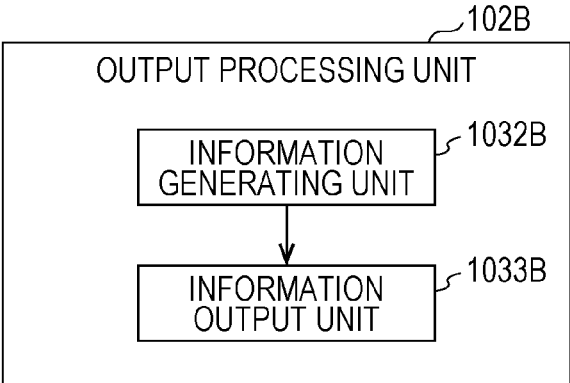 102B
OUTPUT PROCESSING UNIT
INFORMATION
GENERATING UNIT
1032B
INFORMATION
OUTPUT UNIT
1033B